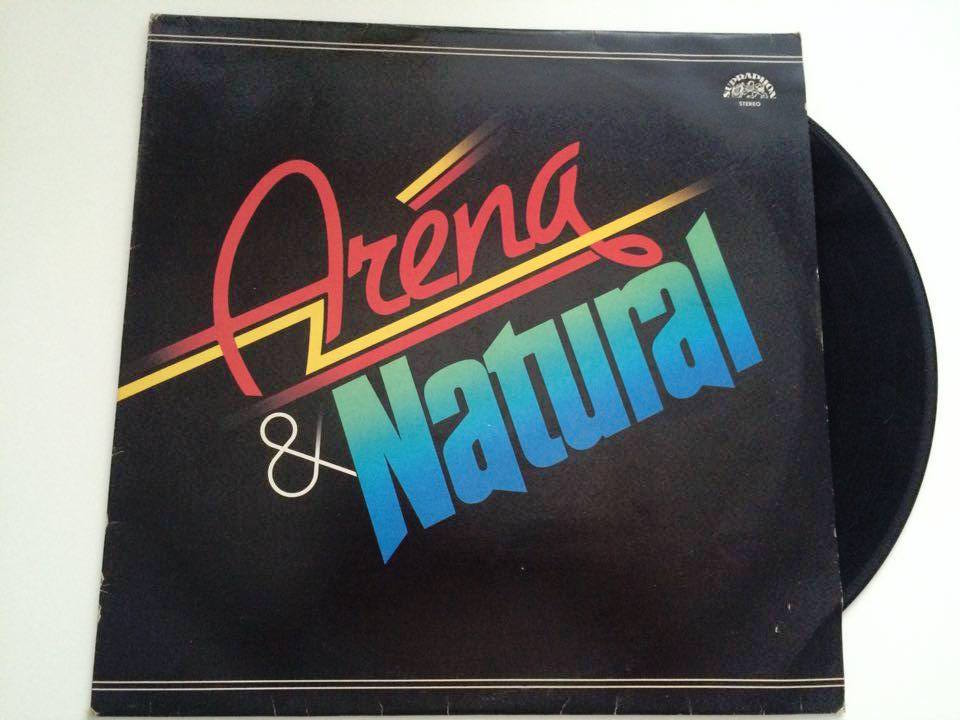 SUPRAPHON
STEREO
Aréna
& Natural